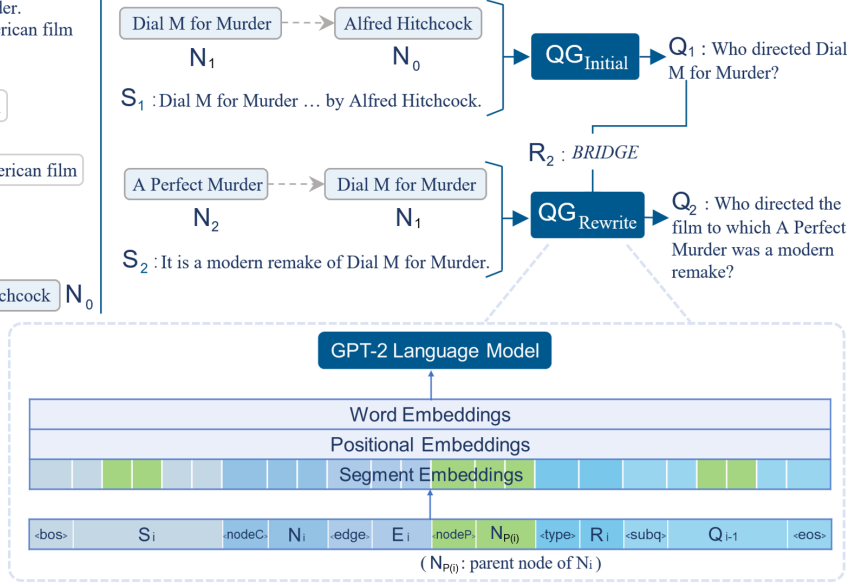 der.
erican film
erican film
chcock N0
Dial M for Murder
Alfred Hitchcock
N1
N0
S1 : Dial M for Murder … by Alfred Hitchcock.
QGInitial
Q1 : Who directed Dial
M for Murder?
R2 : BRIDGE
A Perfect Murder
Dial M for Murder
N2
N1
S2 : It is a modern remake of Dial M for Murder.
QGRewrite
Q2 : Who directed the
film to which A Perfect
Murder was a modern
remake?
GPT-2 Language Model
Word Embeddings
Positional Embeddings
Segment Embeddings
<bos> Si <nodeC> Ni <edge> Ei <nodeP> NP(i) <type> Ri <subq> Qi-1 <eos>
( NP(i): parent node of Ni )